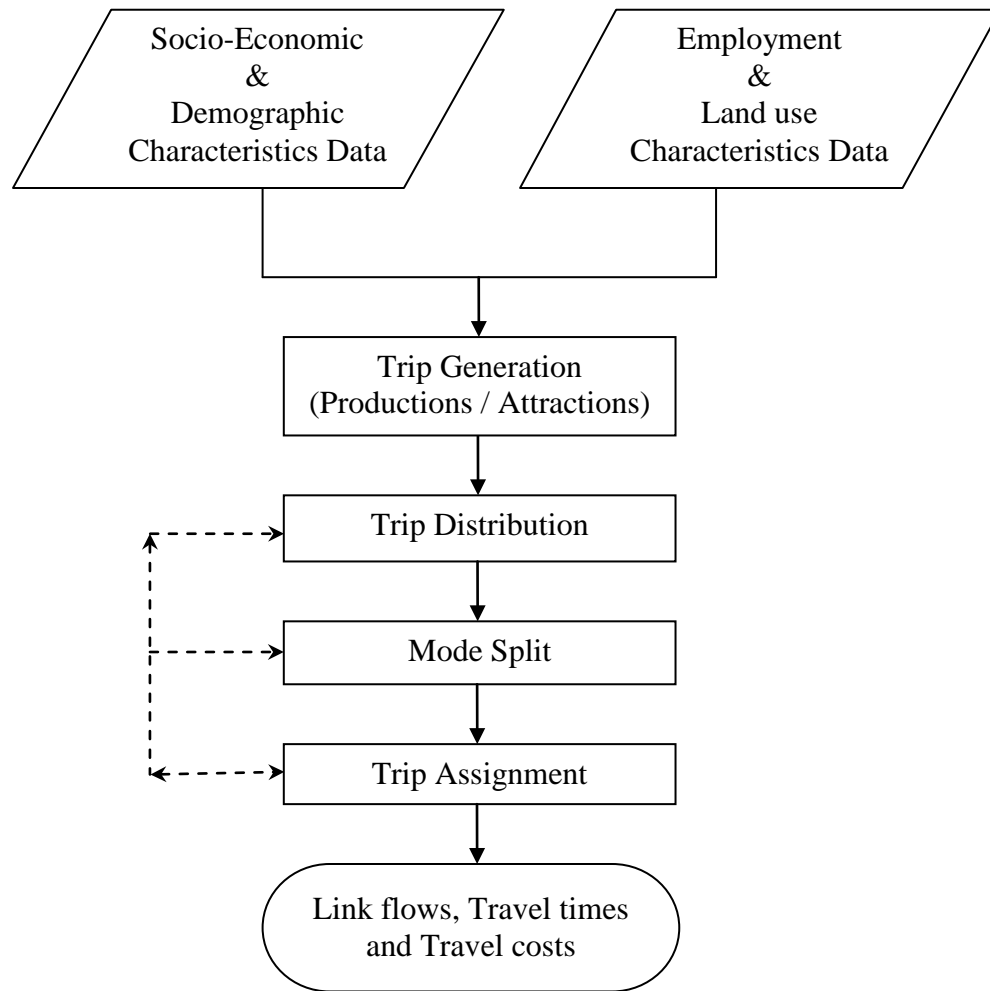 Socio-Economic
&
Demographic
Characteristics Data
Employment
&
Land use
Characteristics Data
Trip Generation
(Productions / Attractions)
Trip Distribution
Mode Split
Trip Assignment
Link flows, Travel times
and Travel costs